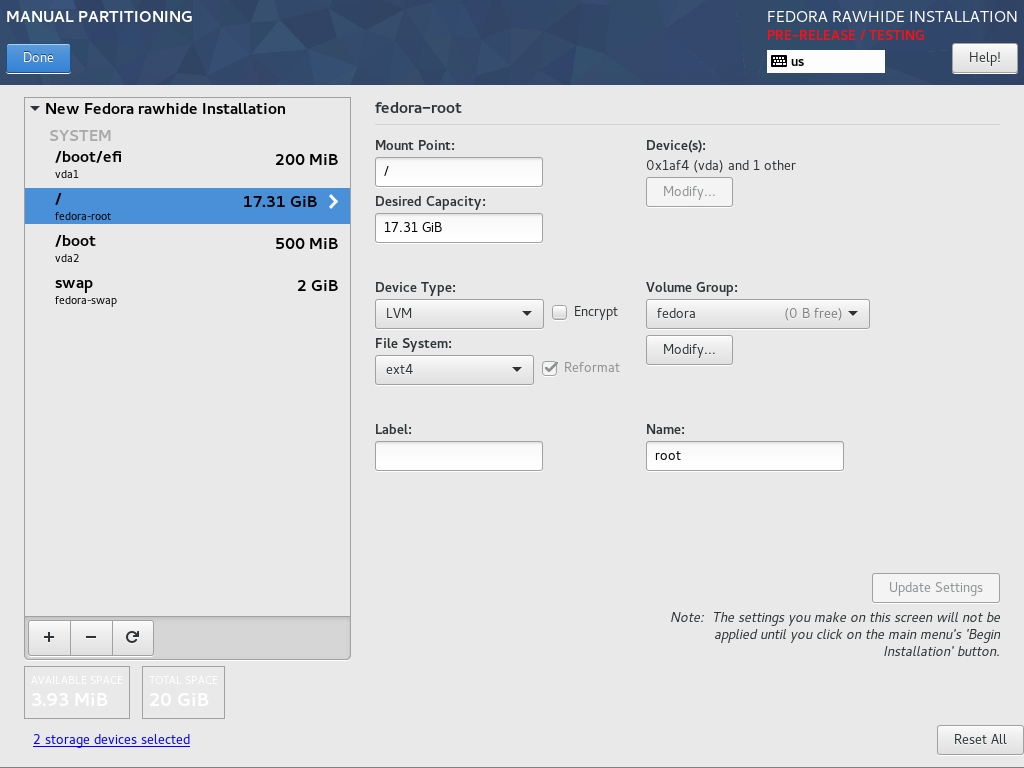 MANUAL PARTITIONING
FEDORA RAWHIDE INSTALLATION
PRE-RELEASE / TESTING
Done
us
Help!
New Fedora rawhide Installation
SYSTEM
/boot/efi
200 MiB
vda1
/
17.31 GiB
fedora-root
/boot
500 MiB
vda2
swap
2 GiB
fedora-swap
+
−
AVAILABLE SPACE
3.93 MiB
TOTAL SPACE
20 GiB
2 storage devices selected
fedora-root
Mount Point:
/
Desired Capacity:
17.31 GiB
Device(s):
0x1af4 (vda) and 1 other
Modify...
Device Type:
LVM
Encrypt
File System:
ext4
Reformat
Volume Group:
fedora (0 B free)
Modify...
Label:
Name:
root
Update Settings
Note: The settings you make on this screen will not be
applied until you click on the main menu's 'Begin
Installation' button.
Reset All